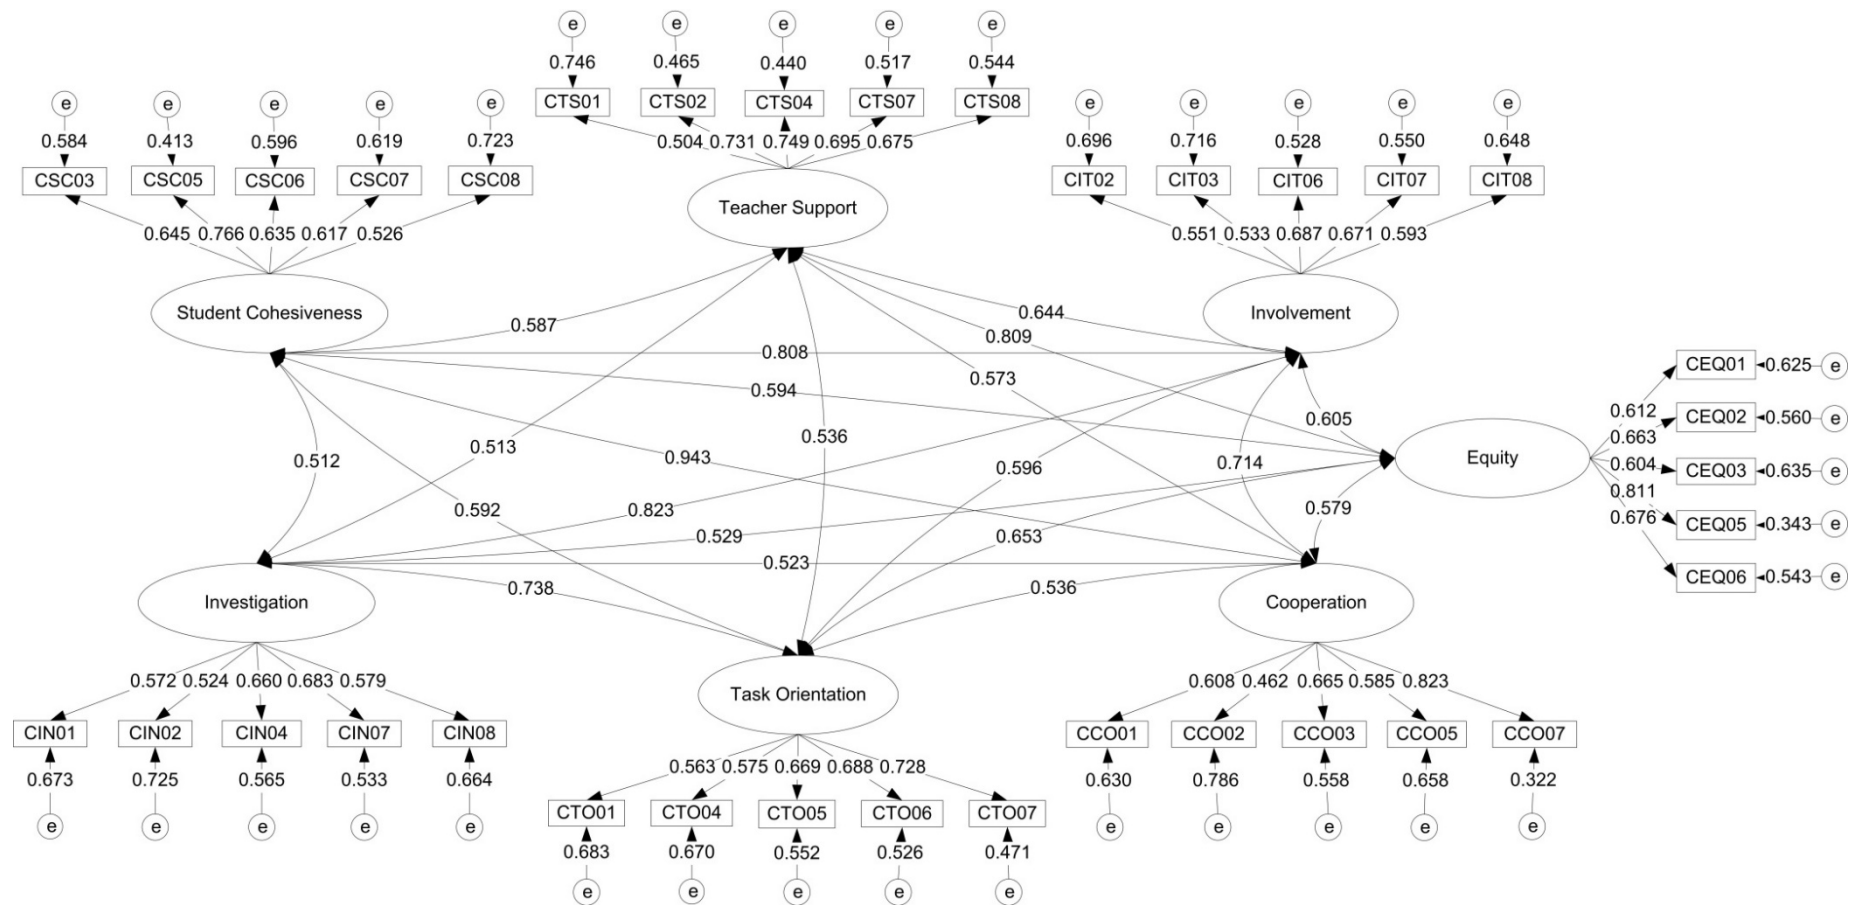 e e e e e
0.746 0.465 0.440 0.517 0.544
CTS01 CTS02 CTS04 CTS07 CTS08
0.504 0.731 0.749 0.695 0.675
Teacher Support
e e e e e
0.584 0.413 0.596 0.619 0.723
CSC03 CSC05 CSC06 CSC07 CSC08
0.645 0.766 0.635 0.617 0.526
Student Cohesiveness
e e e e e
0.696 0.716 0.528 0.550 0.648
CIT02 CIT03 CIT06 CIT07 CIT08
0.551 0.533 0.687 0.671 0.593
Involvement
0.587
0.644
0.809
0.808
0.573
0.594
0.605
0.536
0.513
0.943
0.512
0.596
0.714
0.592
0.823
0.579
0.529
0.653
0.523
0.738
0.536
Equity
0.612
0.663
0.604
0.811
0.676
CEQ01 0.625 e
CEQ02 0.560 e
CEQ03 0.635 e
CEQ05 0.343 e
CEQ06 0.543 e
Investigation
0.572 0.524 0.660 0.683 0.579
CIN01 CIN02 CIN04 CIN07 CIN08
0.673 0.725 0.565 0.533 0.664
e e e e e
Task Orientation
0.563 0.575 0.669 0.688 0.728
CTO01 CTO04 CTO05 CTO06 CTO07
0.683 0.670 0.552 0.526 0.471
e e e e e
Cooperation
0.608 0.462 0.665 0.585 0.823
CCO01 CCO02 CCO03 CCO05 CCO07
0.630 0.786 0.558 0.658 0.322
e e e e e